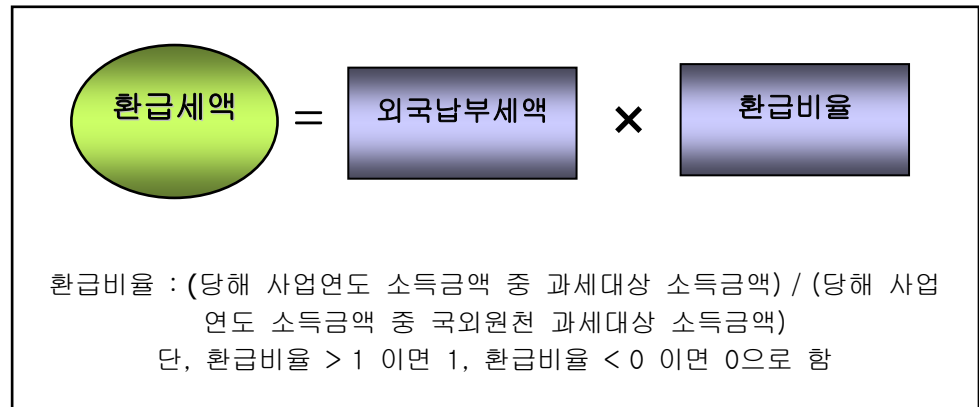 환급세액 = 외국납부세액 × 환급비율
환급비율 : (당해 사업연도 소득금액 중 과세대상 소득금액) / (당해 사업
연도 소득금액 중 국외원천 과세대상 소득금액)
단, 환급비율 > 1 이면 1, 환급비율 < 0 이면 0으로 함